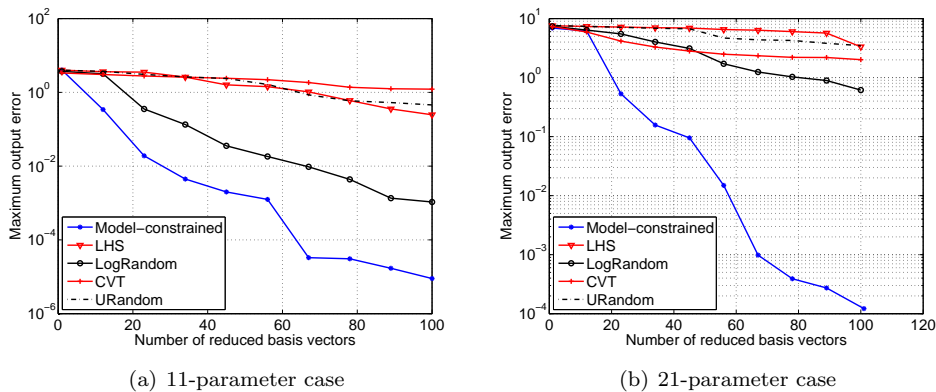 10^2
10^0
10^-2
10^-4
10^-6
Maximum output error
Model-constrained
LHS
LogRandom
CVT
URandom
0 20 40 60 80 100
Number of reduced basis vectors
(a) 11-parameter case
10^1
10^0
10^-1
10^-2
10^-3
10^-4
Maximum output error
Model-constrained
LHS
LogRandom
CVT
URandom
0 20 40 60 80 100 120
Number of reduced basis vectors
(b) 21-parameter case